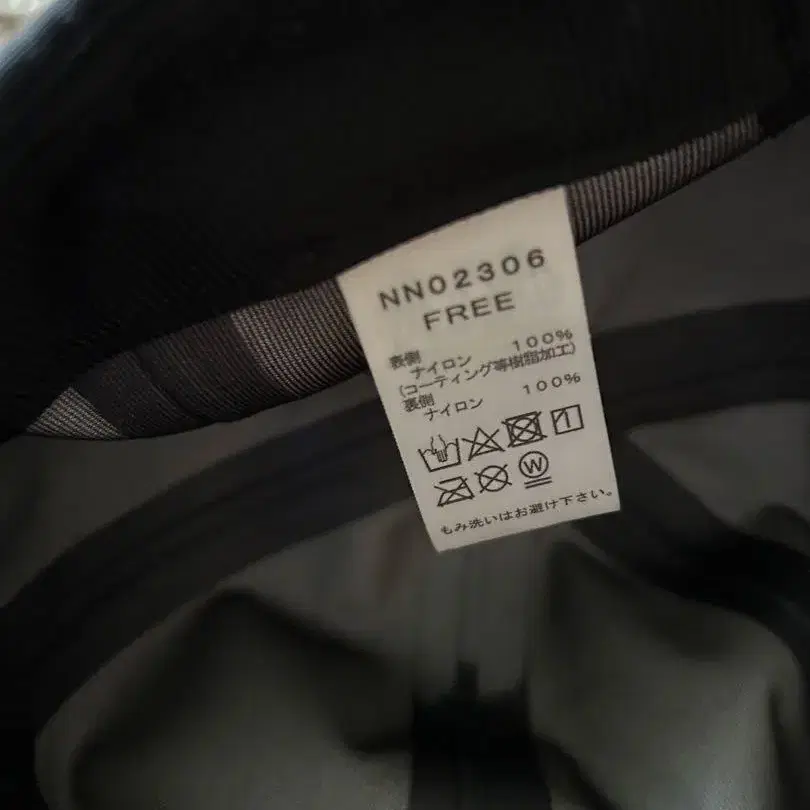 NN02306
FREE
表側
ナイロン 100%
(コーティング等樹脂加工)
裏側
ナイロン 100%
W
もみ洗いはお避け下さい。